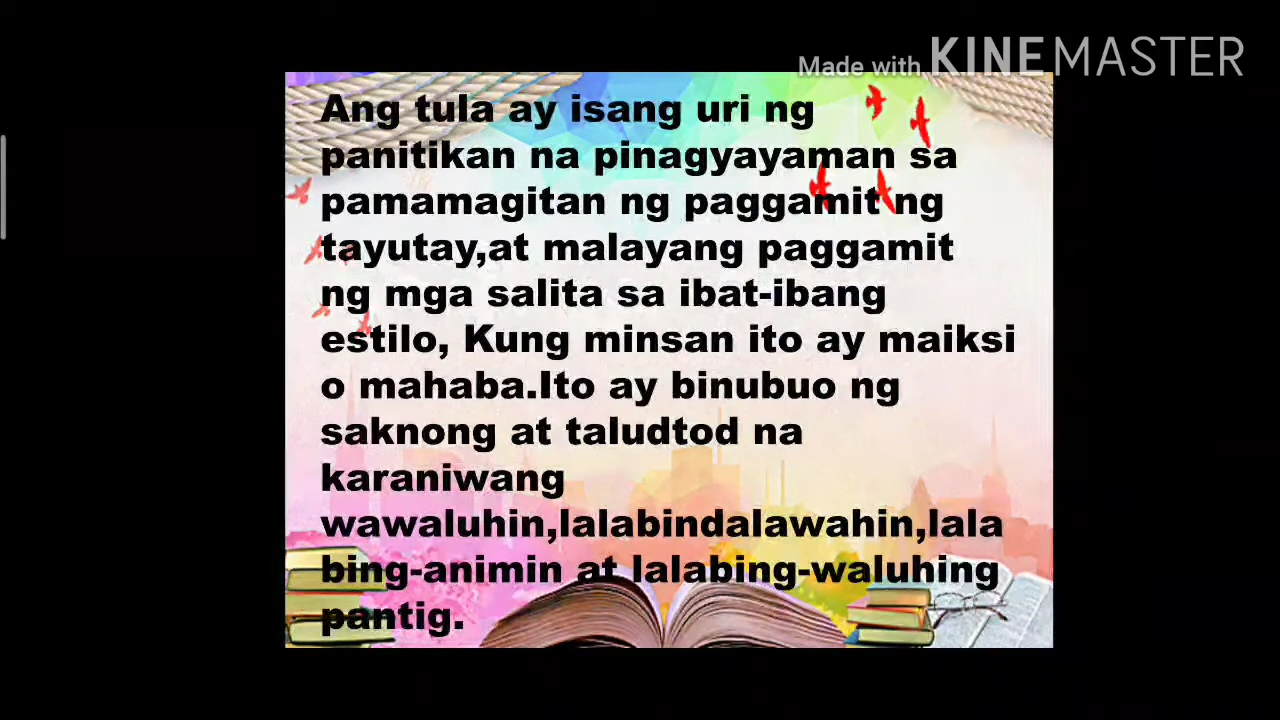 Made with KINEMASTER
Ang tula ay isang uri ng
panitikan na pinagyayaman sa
pamamagitan ng paggamit ng
tayutay,at malayang paggamit
ng mga salita sa ibat-ibang
estilo, Kung minsan ito ay maiksi
o mahaba.Ito ay binubuo ng
saknong at taludtod na
karaniwang
wawaluhin,lalabindalawahin,lala
bing-animin at lalabing-waluhing
pantig.